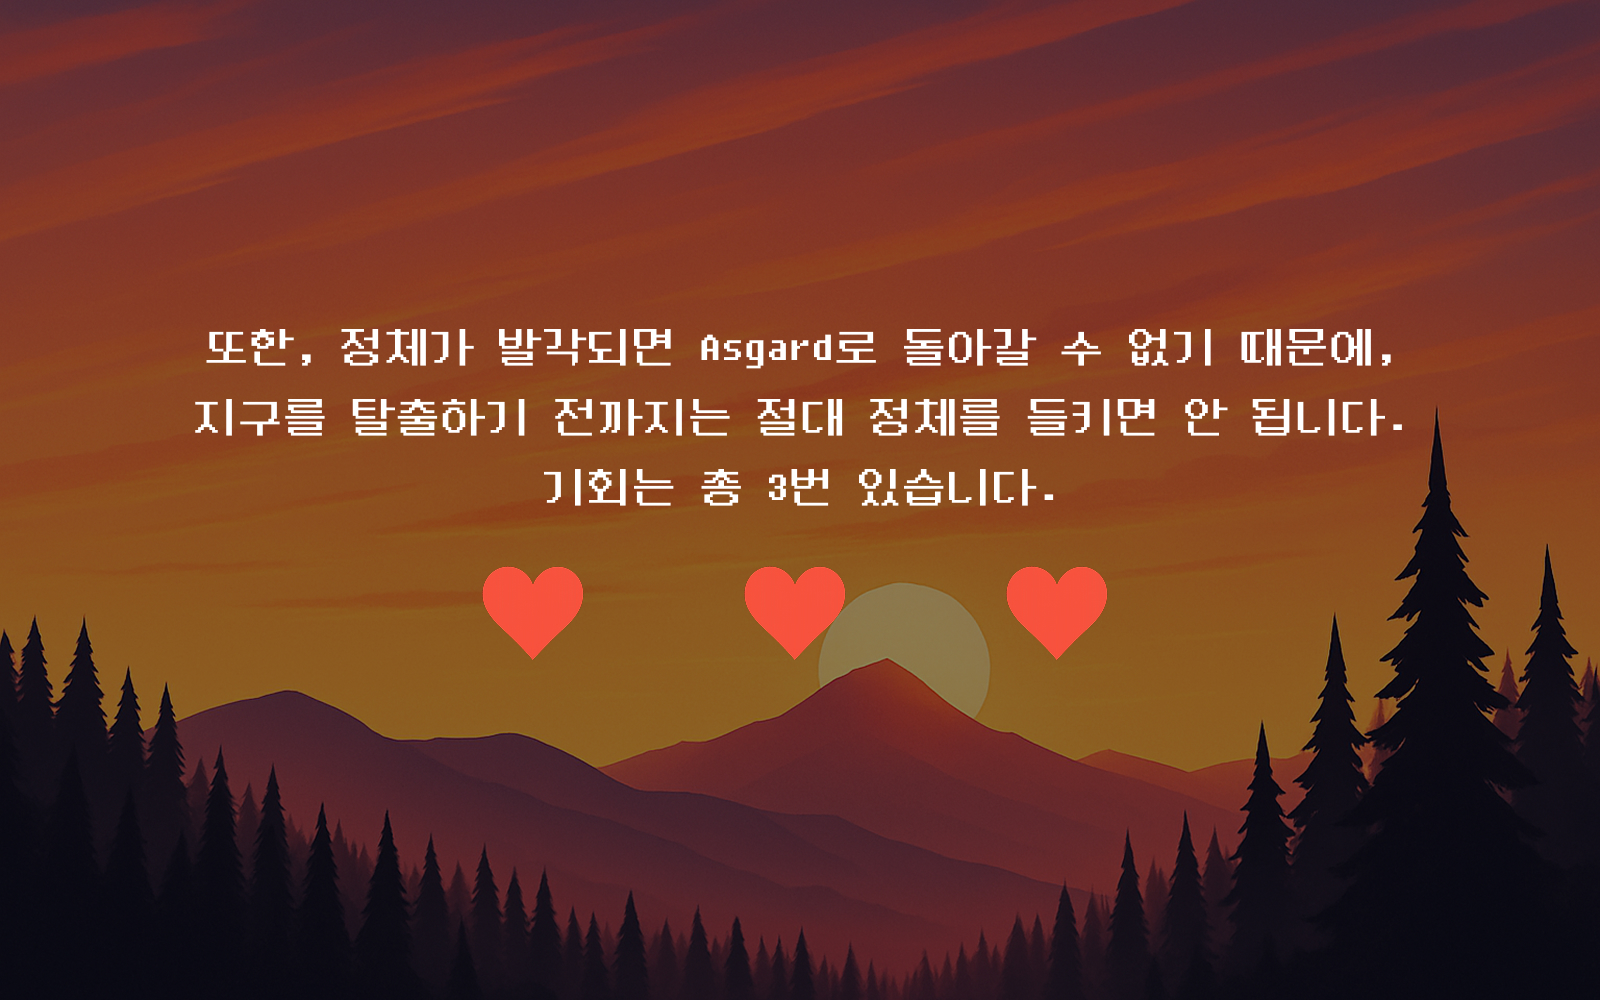 또한, 정체가 발각되면 Asgard로 돌아갈 수 없기 때문에,
지구를 탈출하기 전까지는 절대 정체를 들키면 안 됩니다.
기회는 총 3번 있습니다.